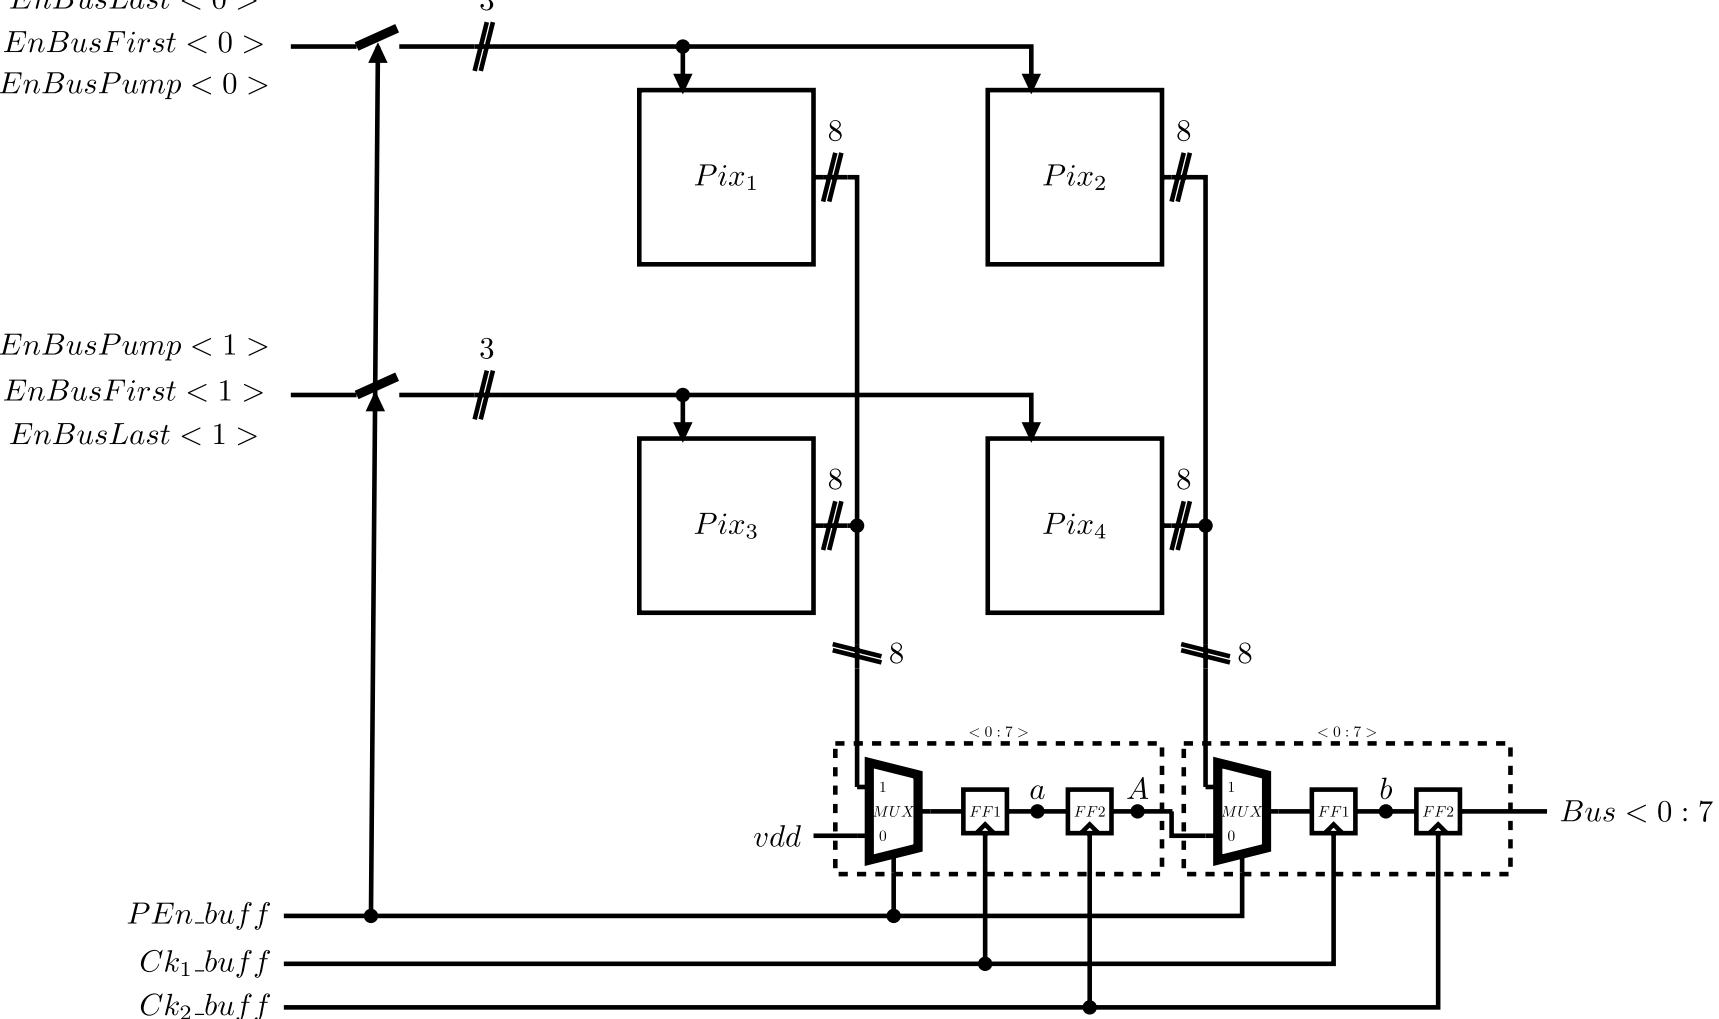 EnBusLast < 0 >
3
EnBusFirst < 0 >
EnBusPump < 0 >
8
8
Pix1
Pix2
EnBusPump < 1 >
3
EnBusFirst < 1 >
EnBusLast < 1 >
8
8
Pix3
Pix4
8
8
< 0 : 7 >
< 0 : 7 >
1
a
A
1
b
MUX
FF1
FF2
MUX
FF1
FF2
Bus < 0 : 7
vdd
0
0
PEn_buff
Ck1_buff
Ck2_buff